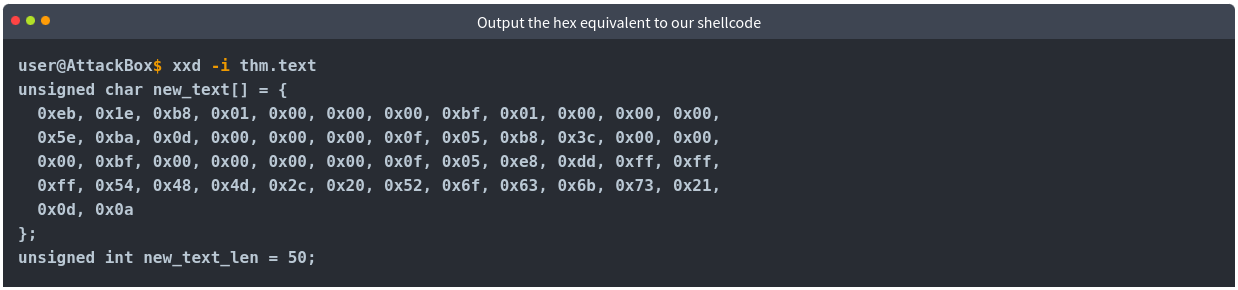 Output the hex equivalent to our shellcode
user@AttackBox$ xxd -i thm.text
unsigned char new_text[] = {
  0xeb, 0x1e, 0xb8, 0x01, 0x00, 0x00, 0x00, 0xbf, 0x01, 0x00, 0x00, 0x00,
  0x5e, 0xba, 0x0d, 0x00, 0x00, 0x00, 0x0f, 0x05, 0xb8, 0x3c, 0x00, 0x00,
  0x00, 0xbf, 0x00, 0x00, 0x00, 0x00, 0x0f, 0x05, 0xe8, 0xdd, 0xff, 0xff,
  0xff, 0x54, 0x48, 0x4d, 0x2c, 0x20, 0x52, 0x6f, 0x63, 0x6b, 0x73, 0x21,
  0x0d, 0x0a
};
unsigned int new_text_len = 50;